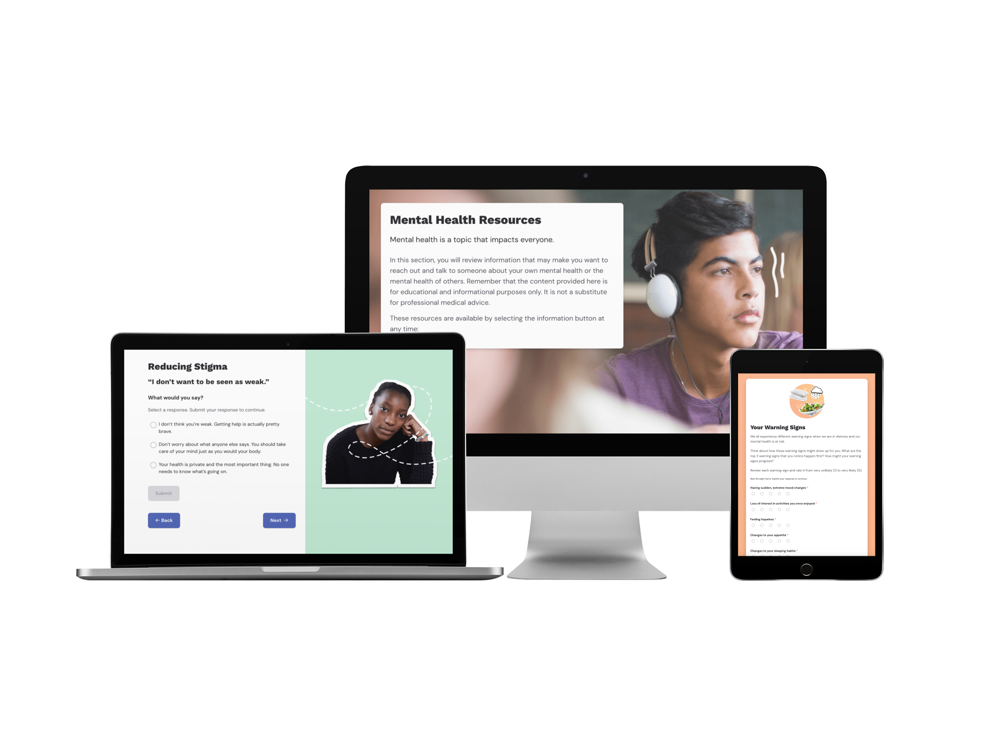 Mental Health Resources
Mental health is a topic that impacts everyone.
In this section, you will review information that may make you want to
reach out and talk to someone about your own mental health or the
mental health of others. Remember that the content provided here is
for educational and informational purposes only. It is not a substitute
for professional medical advice.
These resources are available by selecting the information button at
any time:
Reducing Stigma
“I don’t want to be seen as weak.”
What would you say?
Select a response. Submit your response to continue.
I don’t think you’re weak. Getting help is actually pretty
brave.
Don’t worry about what anyone else says. You should take
care of your mind just as you would your body.
Your health is private and the most important thing. No one
needs to know what’s going on.
Submit
← Back
Next →
Your Warning Signs
We all experience different warning signs when we are in distress and our
mental health is at risk.
Think about how these warning signs might show up for you. What are the
top 3 warning signs that you notice happen first? How might your warning
signs progress?
Review each warning sign and rate it from very unlikely (1) to very likely (5).
Rate the eight items. Submit your response to continue.
Having sudden, extreme mood changes *
Loss of interest in activities you once enjoyed *
Feeling hopeless *
Changes to your appetite *
Changes to your sleeping habits *